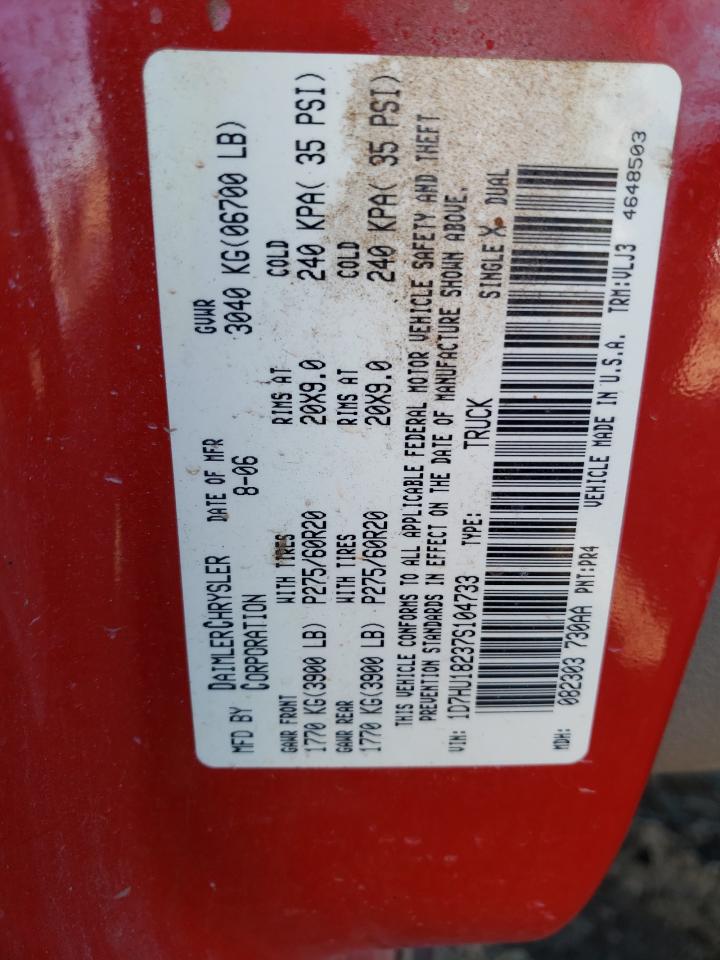 MFD BY DAIMLERCHRYSLER CORPORATION DATE OF MFR 8-06 GVWR 3040 KG(06700 LB)
GAWR FRONT WITH TIRES RIMS AT COLD
1770 KG(3900 LB) P275/60R20 20X9.0 240 KPA( 35 PSI)
GAWR REAR WITH TIRES RIMS AT COLD
1770 KG(3900 LB) P275/60R20 20X9.0 240 KPA( 35 PSI)
THIS VEHICLE CONFORMS TO ALL APPLICABLE FEDERAL MOTOR VEHICLE SAFETY AND THEFT
PREVENTION STANDARDS IN EFFECT ON THE DATE OF MANUFACTURE SHOWN ABOVE.
VIN: 1D7HU18237S104733 TYPE: TRUCK SINGLE X DUAL
MDH: 082303 730AA PNT:PR4 VEHICLE MADE IN U.S.A. TRM:VLJ3 4648503